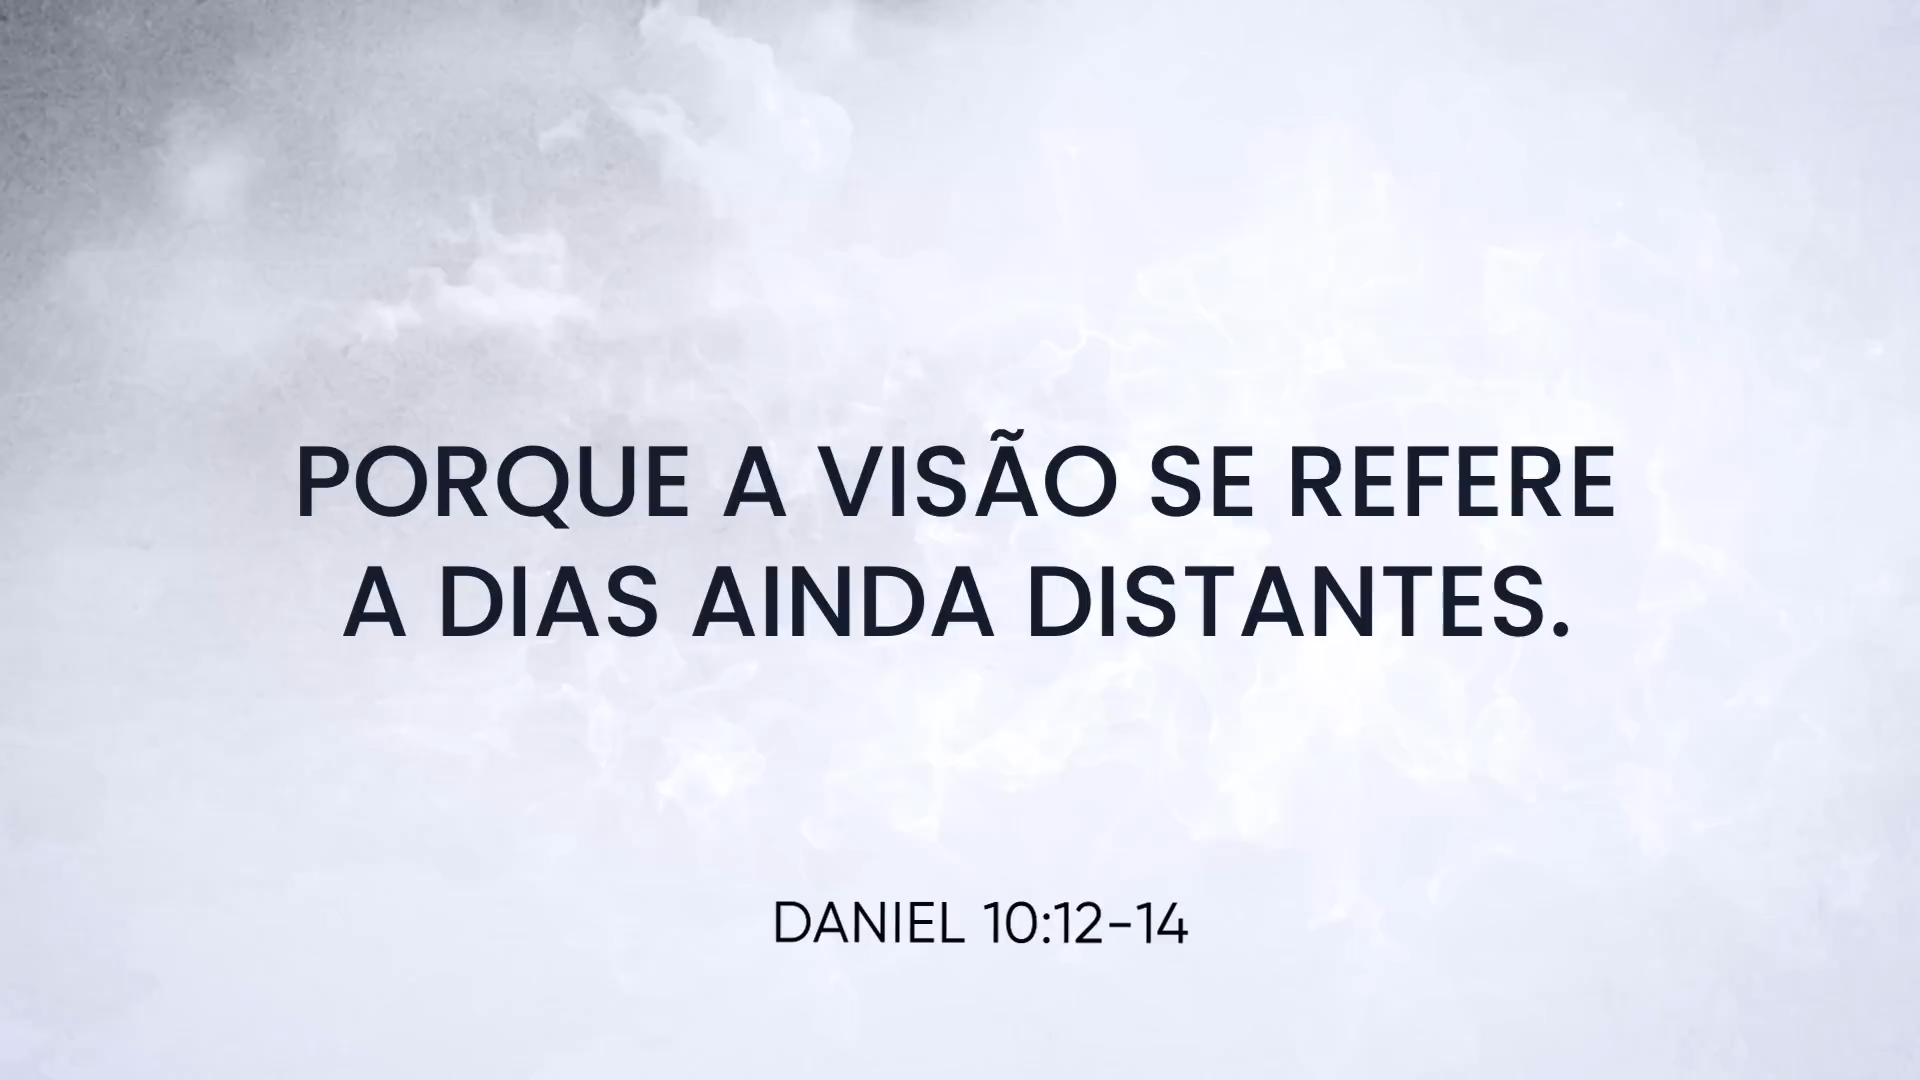 PORQUE A VISÃO SE REFERE
A DIAS AINDA DISTANTES.
DANIEL 10:12-14